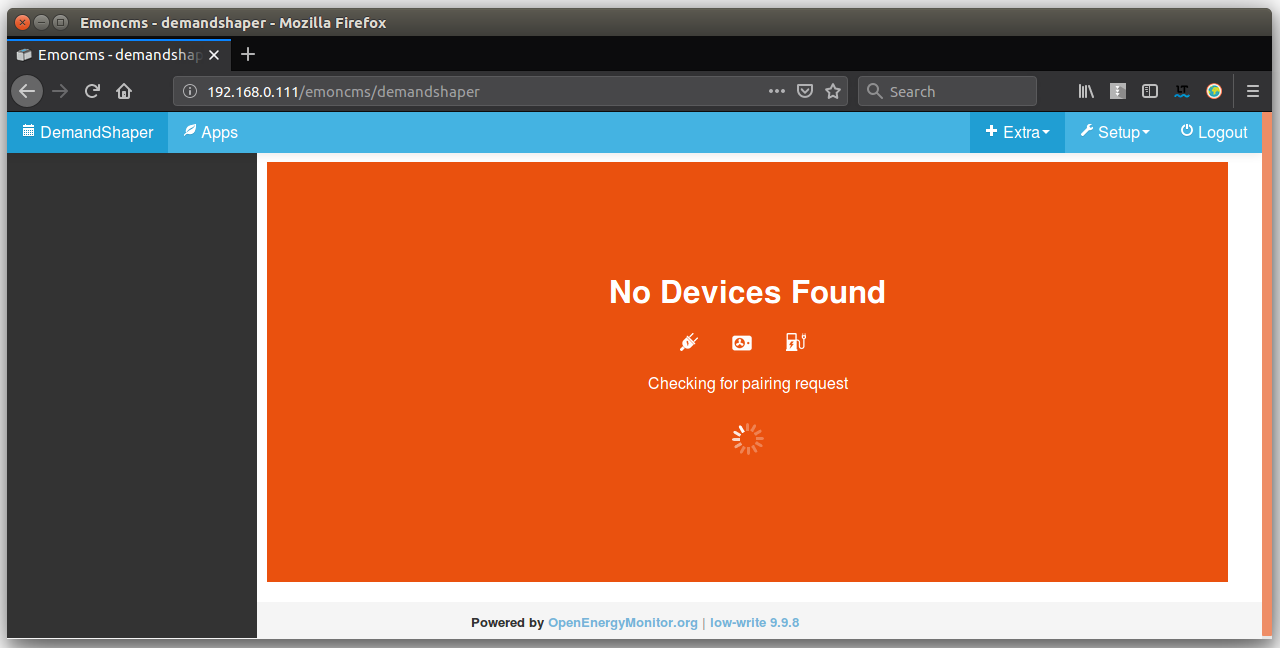 Emoncms - demandshaper - Mozilla Firefox
Emoncms - demandshap
192.168.0.111/emoncms/demandshaper
Search
DemandShaper Apps Extra Setup Logout
No Devices Found
Checking for pairing request
Powered by OpenEnergyMonitor.org | low-write 9.9.8